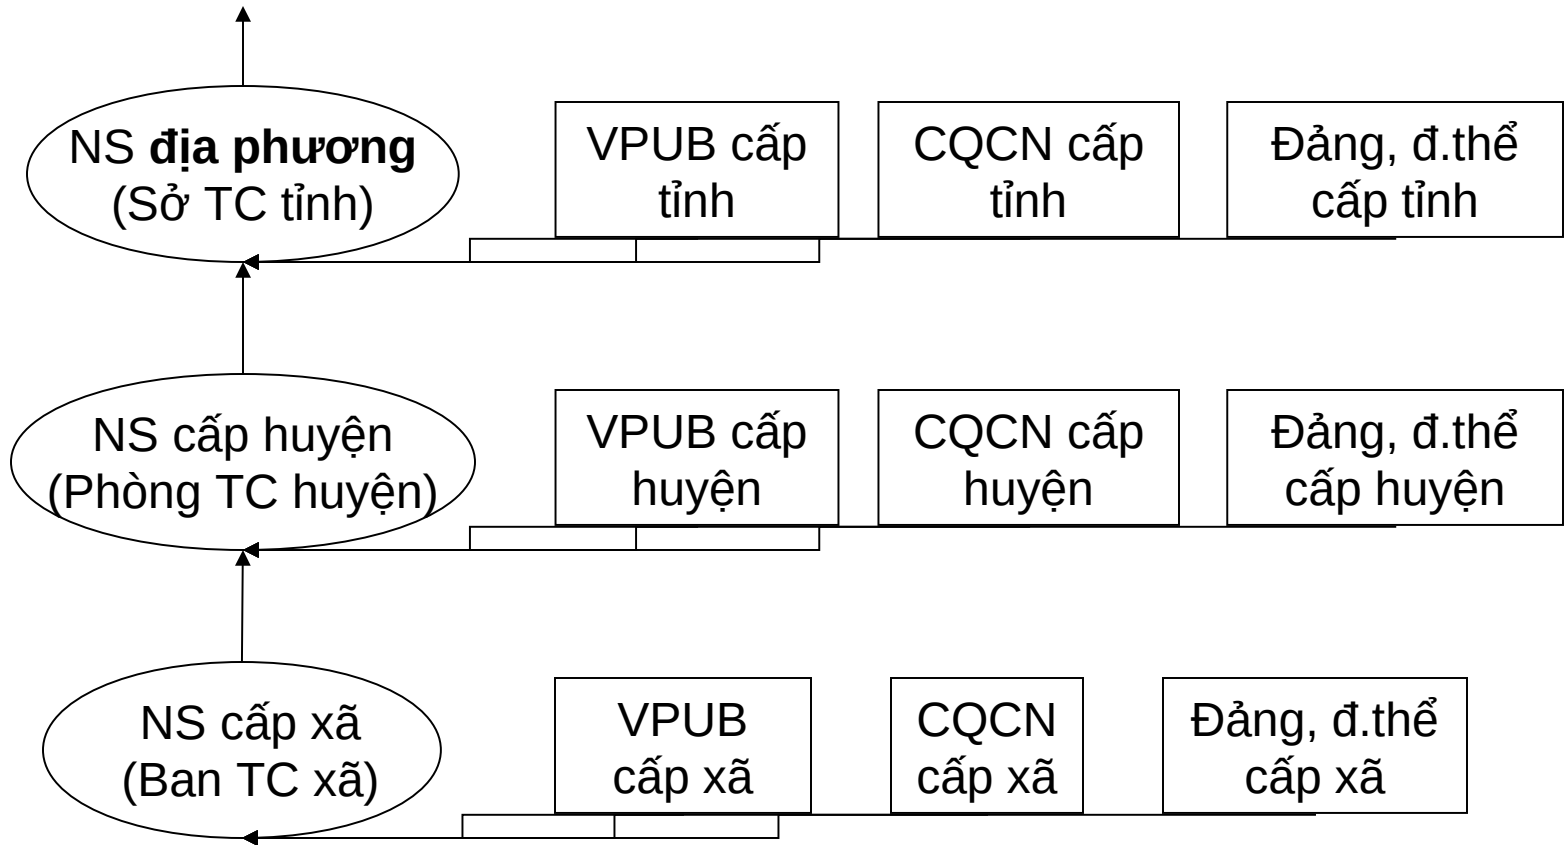 NS địa phương
(Sở TC tỉnh)
VPUB cấp
tỉnh
CQCN cấp
tỉnh
Đảng, đ.thể
cấp tỉnh
NS cấp huyện
(Phòng TC huyện)
VPUB cấp
huyện
CQCN cấp
huyện
Đảng, đ.thể
cấp huyện
NS cấp xã
(Ban TC xã)
VPUB
cấp xã
CQCN
cấp xã
Đảng, đ.thể
cấp xã